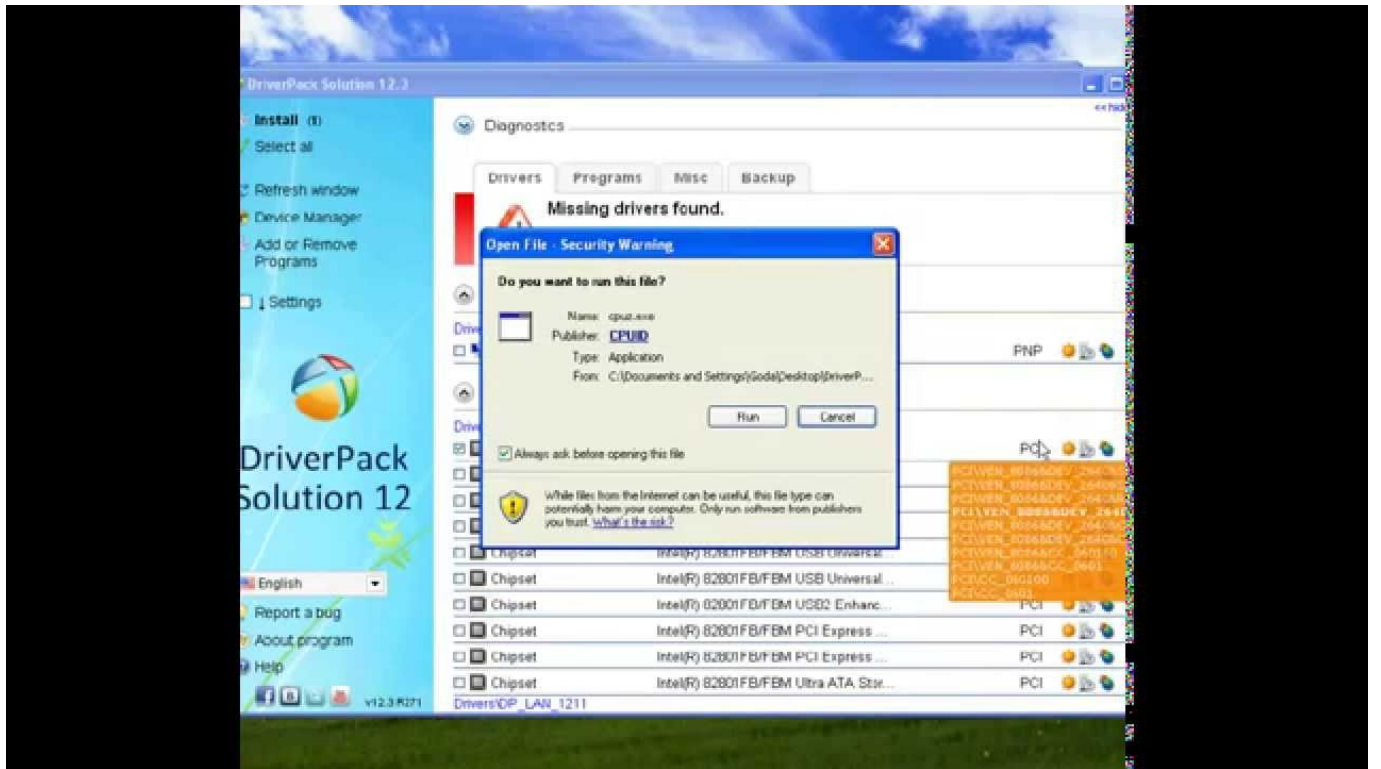 DriverPack Solution 12.3
<< hide
Install (1)
Select all
Refresh window
Device Manager
Add or Remove
Programs
↓ Settings
DriverPack
Solution 12
English
Report a bug
About program
Help
v12.3 R271
Diagnostics
Drivers
Programs
Misc
Backup
Missing drivers found.
Open File - Security Warning
Do you want to run this file?
Name: cpuz.exe
Publisher: CPUID
Type: Application
From: C:\Documents and Settings\Goda\Desktop\DriverP...
Run
Cancel
Always ask before opening this file
While files from the Internet can be useful, this file type can
potentially harm your computer. Only run software from publishers
you trust. What's the risk?
PNP
Chipset Intel(R) 82801FB/FBM USB Universal...
Chipset Intel(R) 82801FB/FBM USB Universal...
Chipset Intel(R) 82801FB/FBM USB2 Enhanc... PCI
Chipset Intel(R) 82801FB/FBM PCI Express ... PCI
Chipset Intel(R) 82801FB/FBM PCI Express ... PCI
Chipset Intel(R) 82801FB/FBM Ultra ATA Stor... PCI
Drivers\DP_LAN_1211